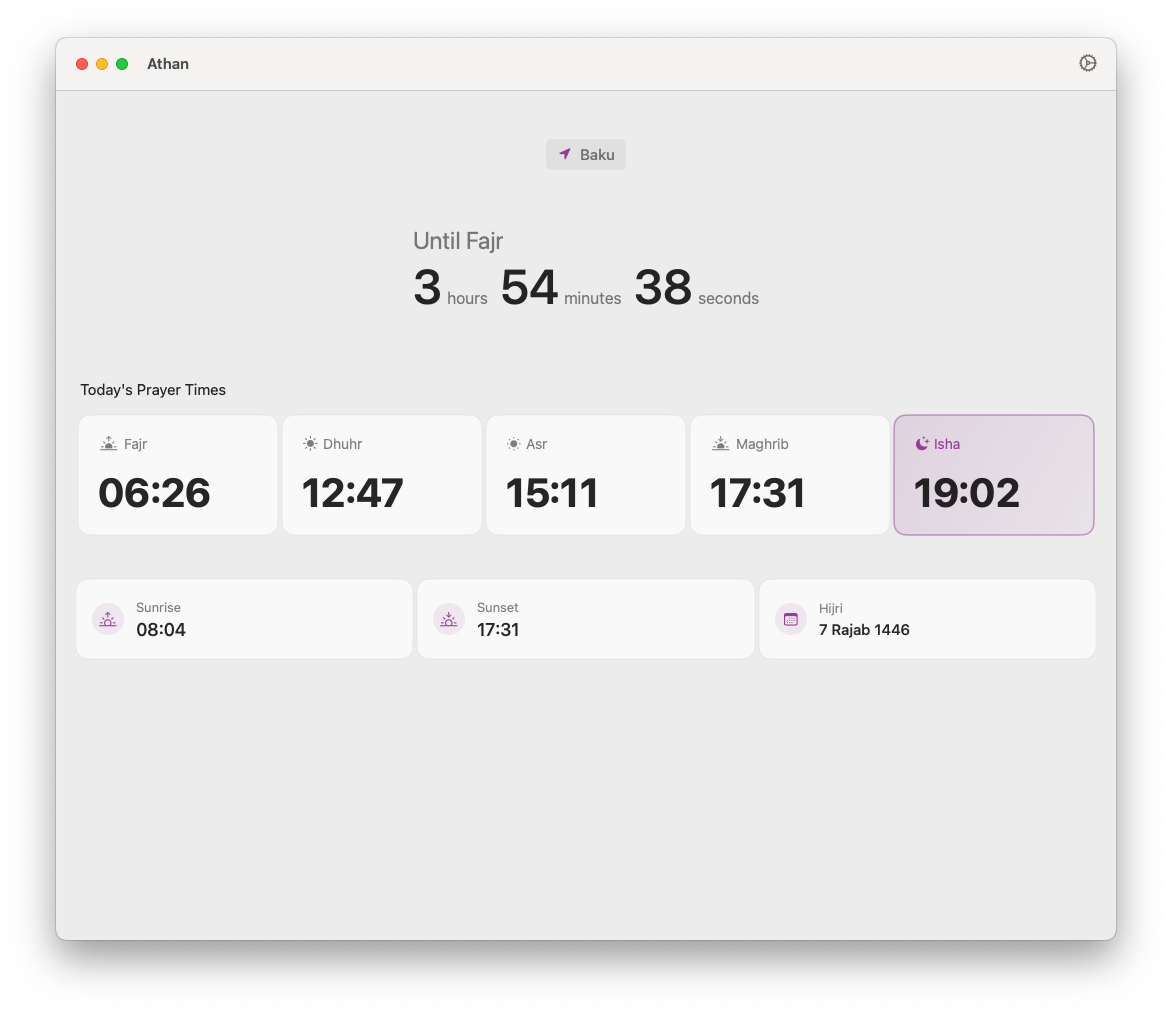 Athan
Baku
Until Fajr
3 hours 54 minutes 38 seconds
Today's Prayer Times
Fajr
06:26
Dhuhr
12:47
Asr
15:11
Maghrib
17:31
Isha
19:02
Sunrise
08:04
Sunset
17:31
Hijri
7 Rajab 1446